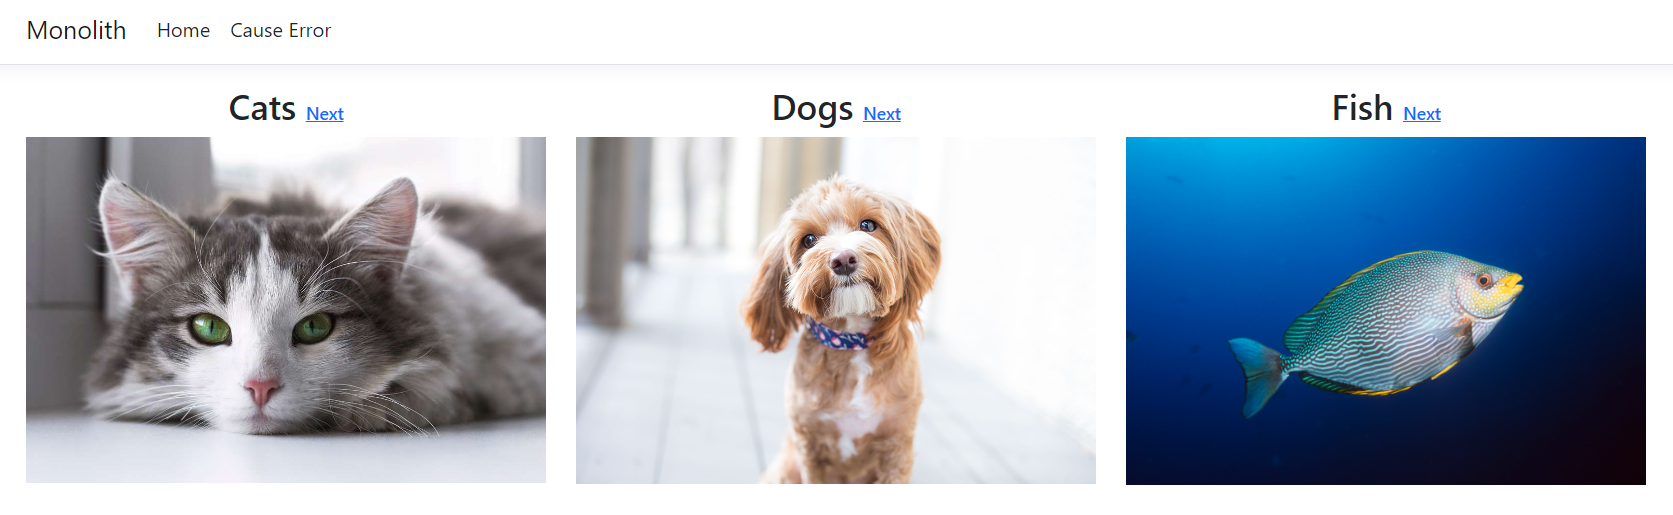 Monolith Home Cause Error
Cats Next
Dogs Next
Fish Next